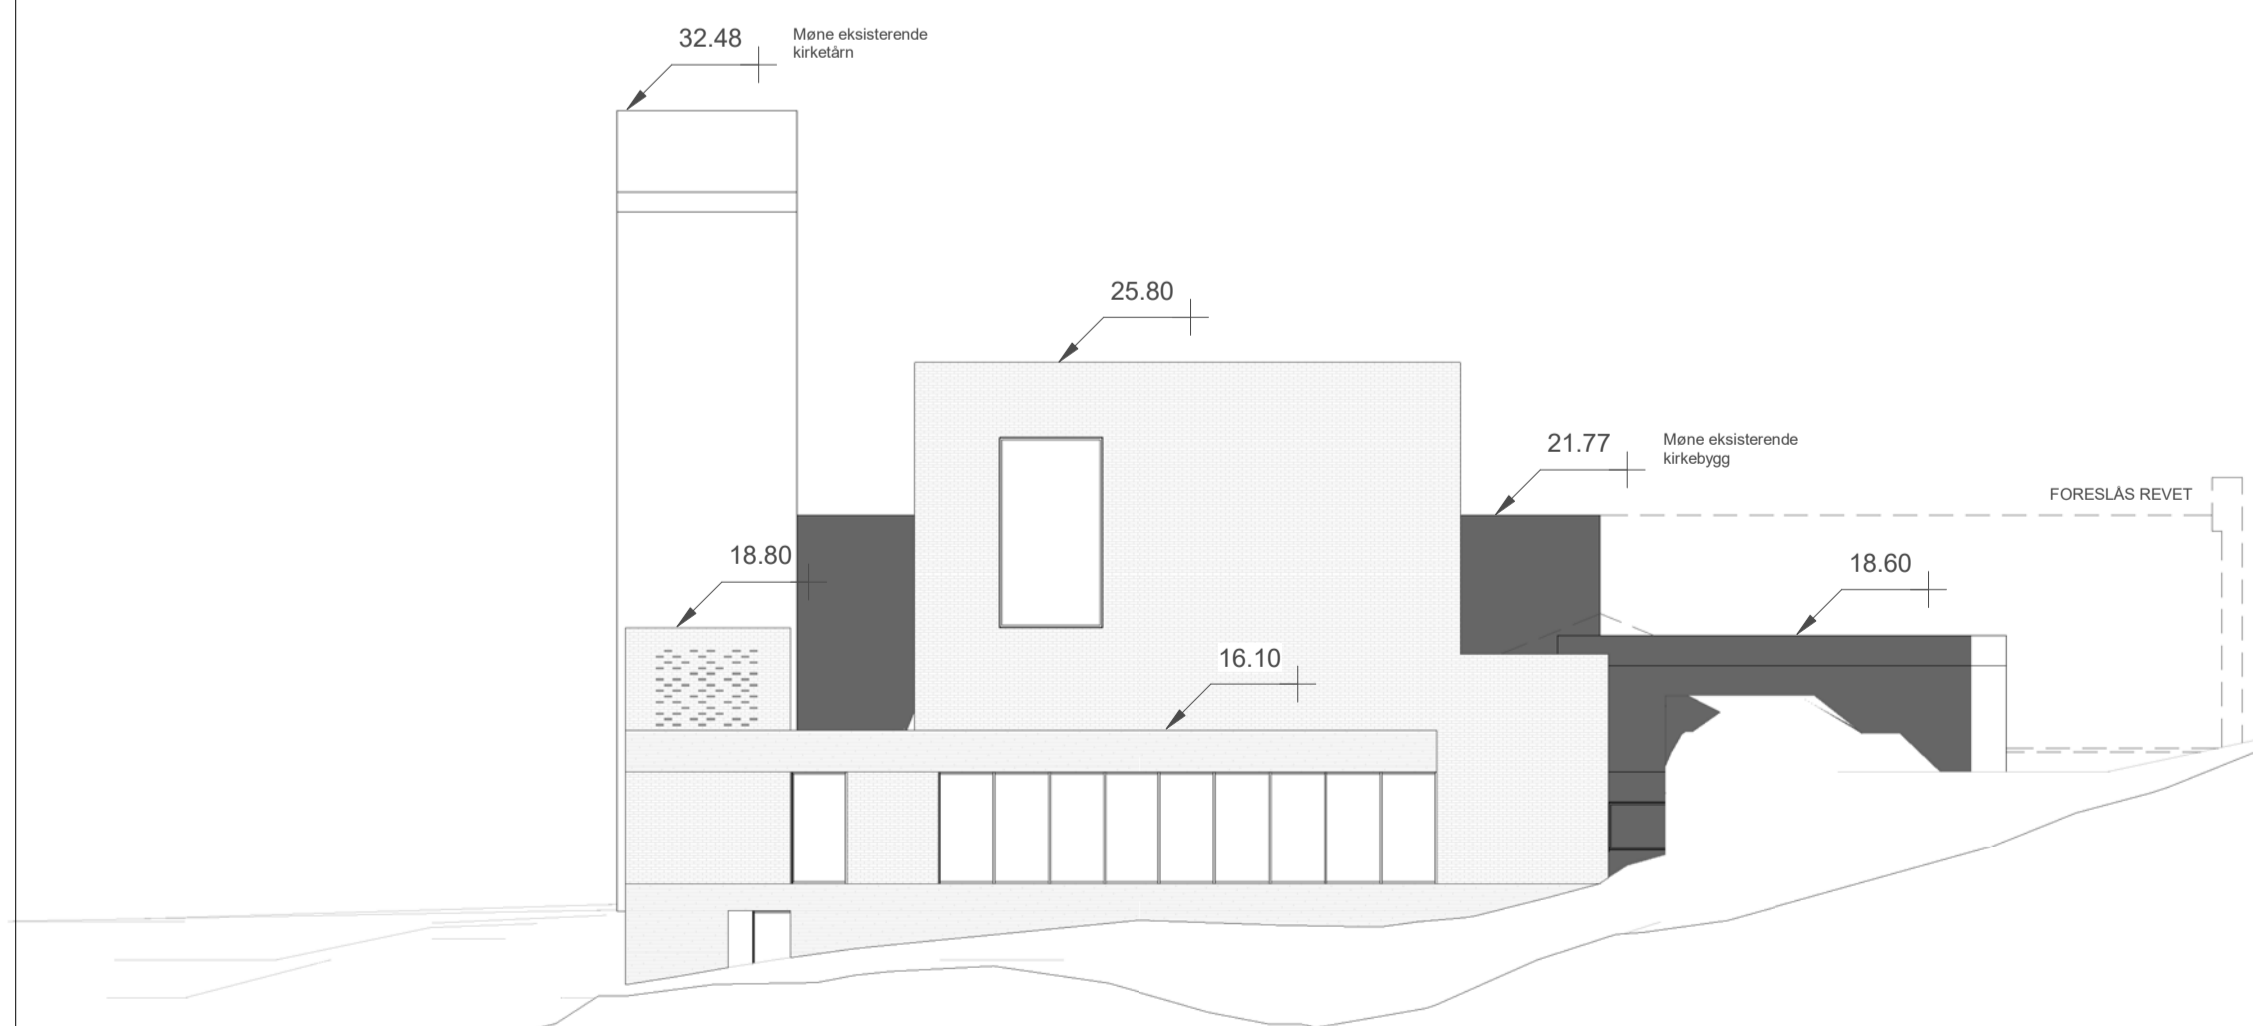 32.48
Møne eksisterende
kirketårn
25.80
21.77
Møne eksisterende
kirkebygg
FORESLÅS REVET
18.80
18.60
16.10